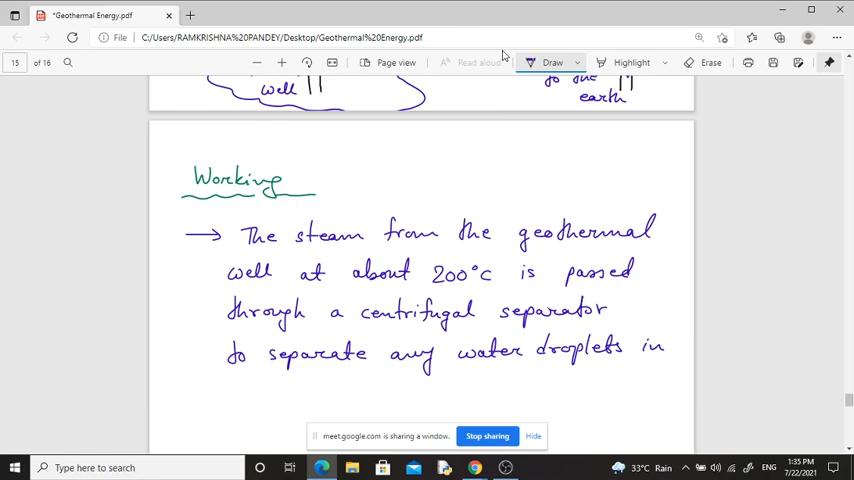 *Geothermal Energy.pdf
File C:/Users/RAMKRISHNA%20PANDEY/Desktop/Geothermal%20Energy.pdf
15 of 16 Page view Read aloud Draw Highlight Erase
well
to the
earth
Working
The steam from the geothermal
well at about 200°C is passed
through a centrifugal separator
to separate any water droplets in
meet.google.com is sharing a window. Stop sharing Hide
Type here to search
33°C Rain ENG 1:35 PM
7/22/2021